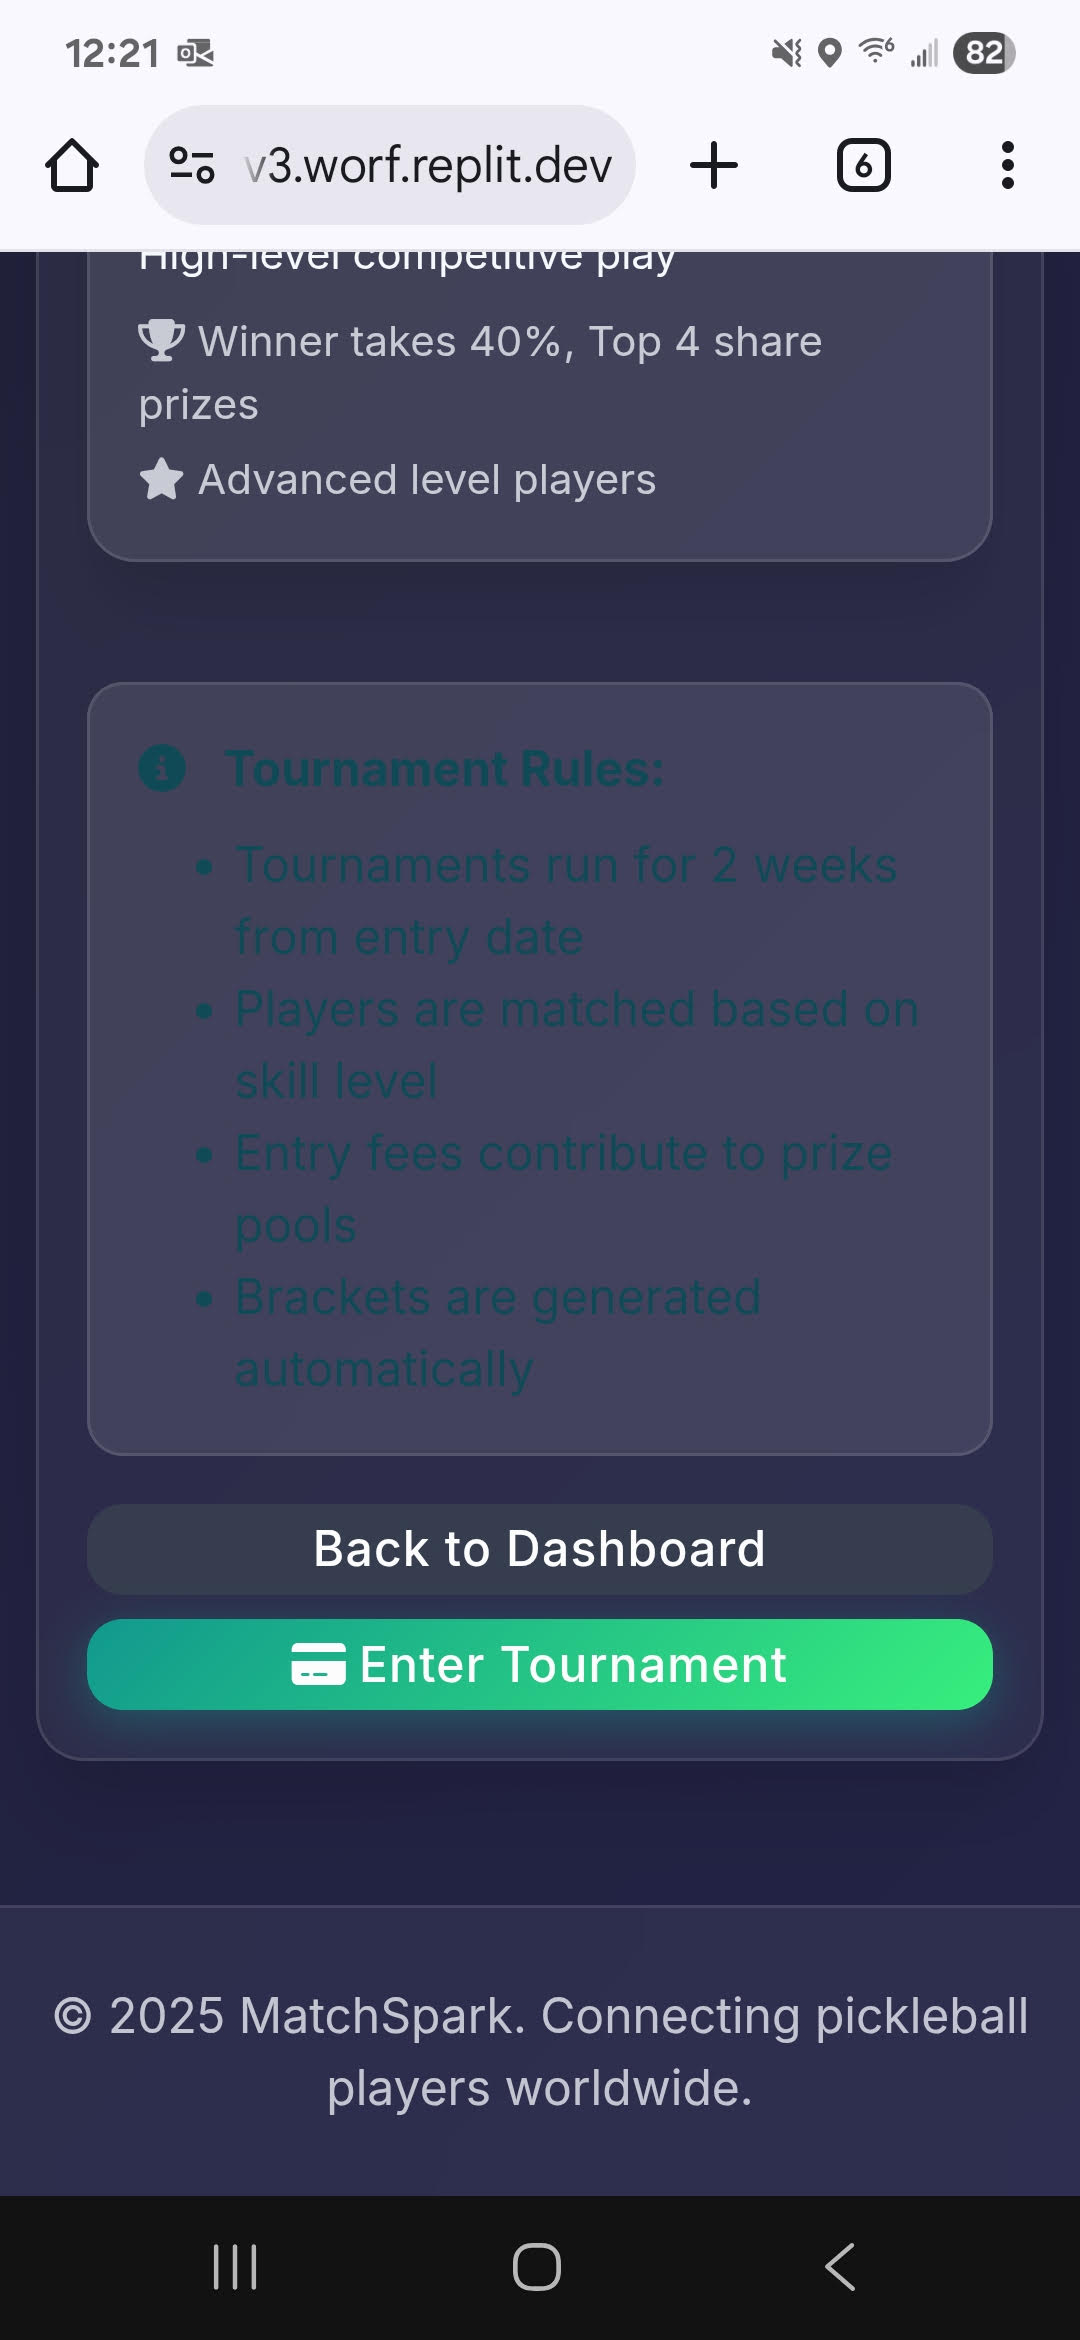 12:21
82
v3.worf.replit.dev
6
High-level competitive play
Winner takes 40%, Top 4 share
prizes
Advanced level players
Tournament Rules:
• Tournaments run for 2 weeks
from entry date
• Players are matched based on
skill level
• Entry fees contribute to prize
pools
• Brackets are generated
automatically
Back to Dashboard
Enter Tournament
© 2025 MatchSpark. Connecting pickleball
players worldwide.